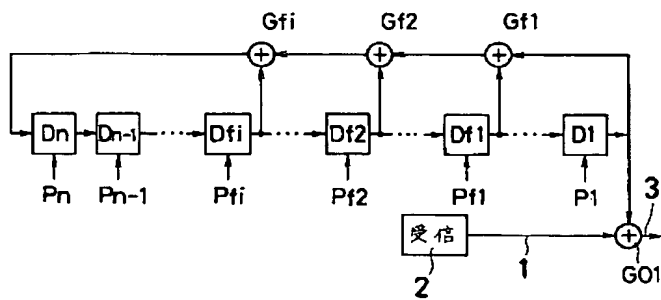 Gfi Gf2 Gf1
Dn Dn-1 Dfi Df2 Df1 D1
Pn Pn-1 Pfi Pf2 Pf1 P1
3
受信
2 1 G01